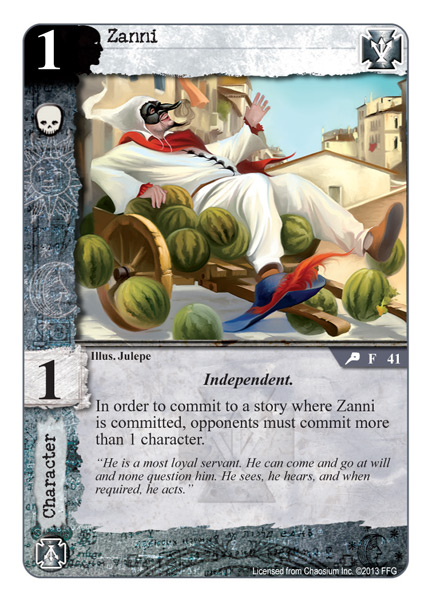 1
Zanni
Illus. Julepe
F 41
1
Independent.
In order to commit to a story where Zanni
is committed, opponents must commit more
than 1 character.
“He is a most loyal servant. He can come and go at will
and none question him. He sees, he hears, and when
required, he acts.”
Character
Licensed from Chaosium Inc. ©2013 FFG